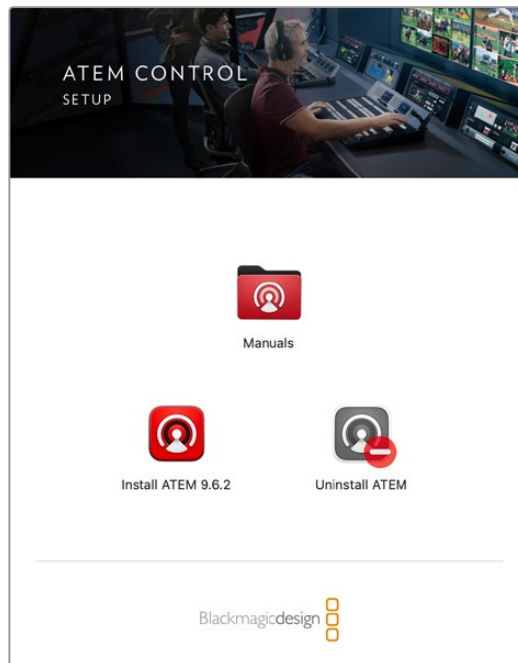 ATEM CONTROL
SETUP
Manuals
Install ATEM 9.6.2
Uninstall ATEM
Blackmagicdesign